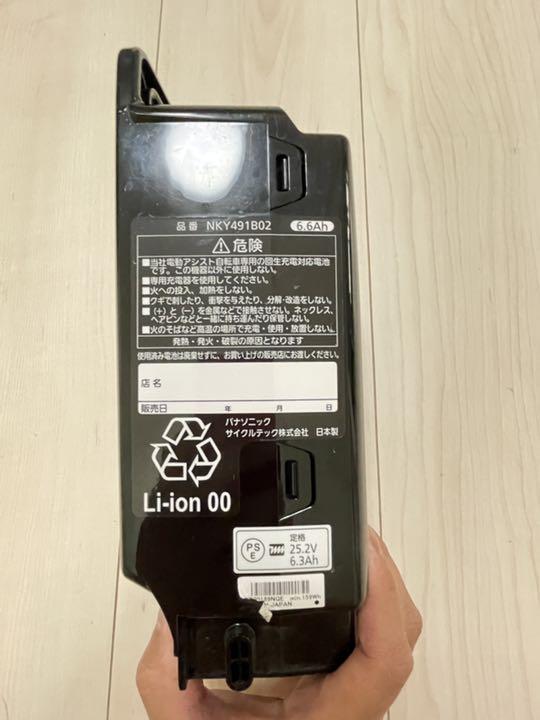 品番 NKY491B02 6.6Ah
危険
■当社電動アシスト自転車専用の回生充電対応電池
です。この機器以外に使用しない。
■専用充電器を使用してください。
■火への投入、加熱をしない。
■クギで刺したり、衝撃を与えたり、分解・改造をしない。
■(+)と(−)を金属などで接触させない。ネックレス、
ヘアピンなどと一緒に持ち運んだり保管しない。
■火のそばなど高温の場所で充電・使用・放置しない。
発熱・発火・破裂の原因となります
使用済み電池は廃棄せずに、お買い上げの販売店にお渡しください。
店名
販売日 年 月 日
パナソニック
サイクルテック株式会社 日本製
Li-ion 00
PS
E
定格
25.2V
6.3Ah
min.159Wh
JAPAN